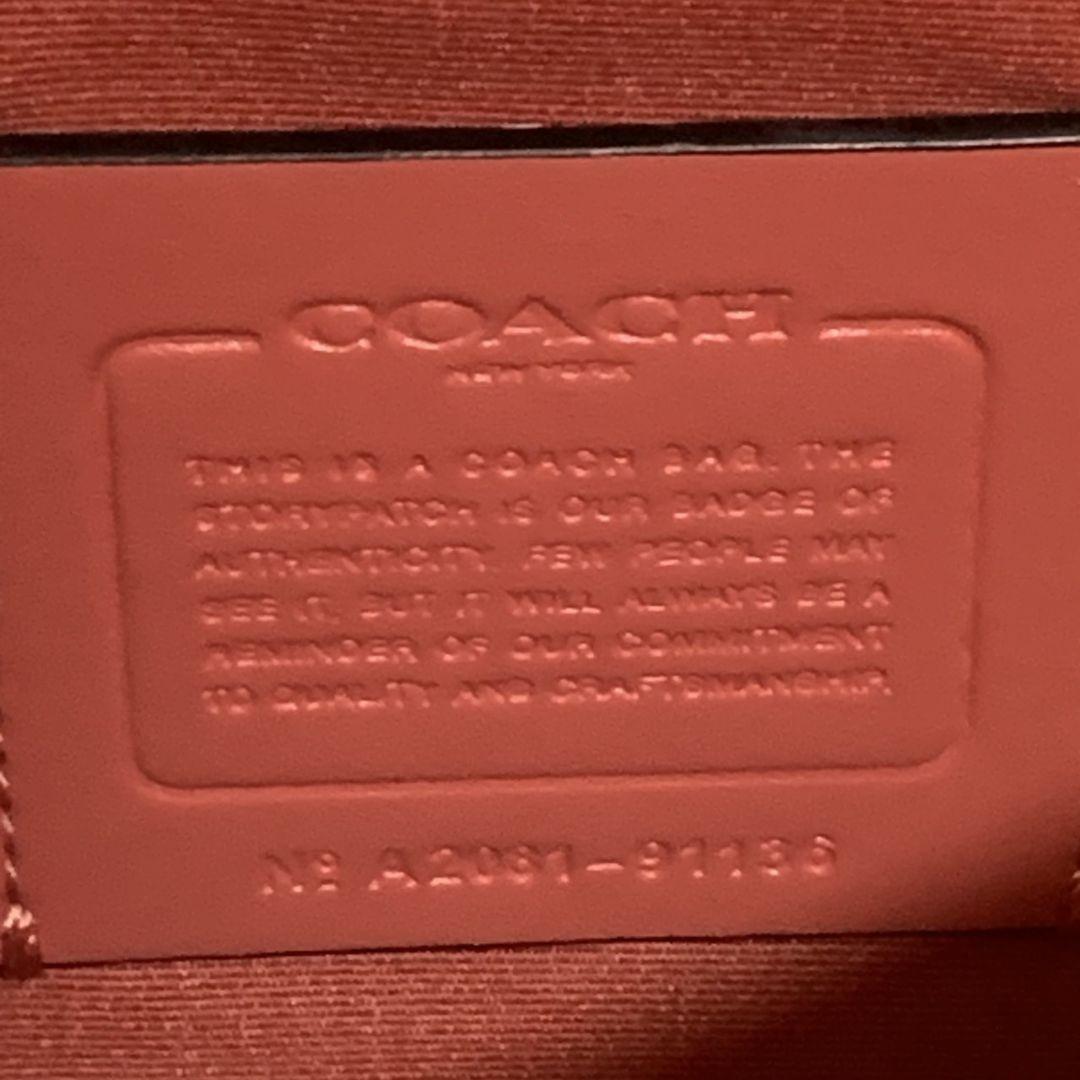 COACH
NEW YORK
THIS IS A COACH BAG. THE
STORYPATCH IS OUR BADGE OF
AUTHENTICITY. FEW PEOPLE MAY
SEE IT, BUT IT WILL ALWAYS BE A
REMINDER OF OUR COMMITMENT
TO QUALITY AND CRAFTSMANSHIP.
Nº A2061-91136